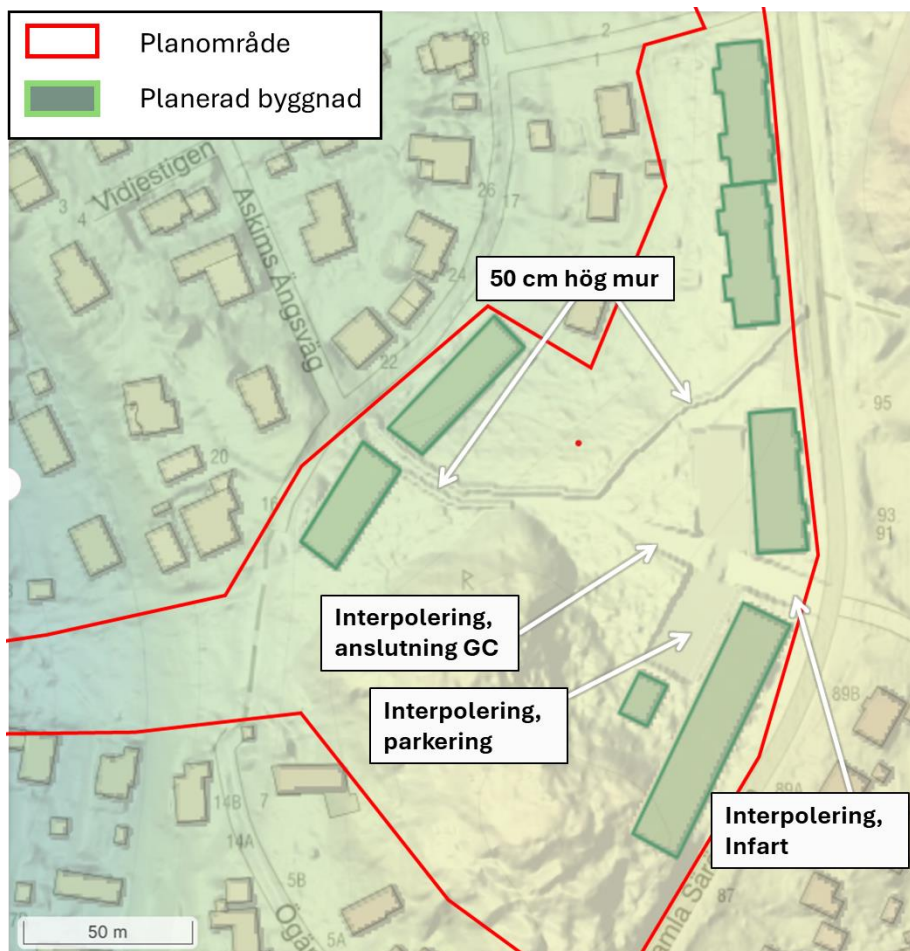 Planområde
Planerad byggnad
28
2
1
Vidjestigen
3
4
Askims Ängsväg
26
17
24
50 cm hög mur
22
95
20
16
93
91
R
Interpolering,
anslutning GC
Interpolering,
parkering
89B
Interpolering,
Infart
89A
7
14B
14A
5B
5A
87
50 m